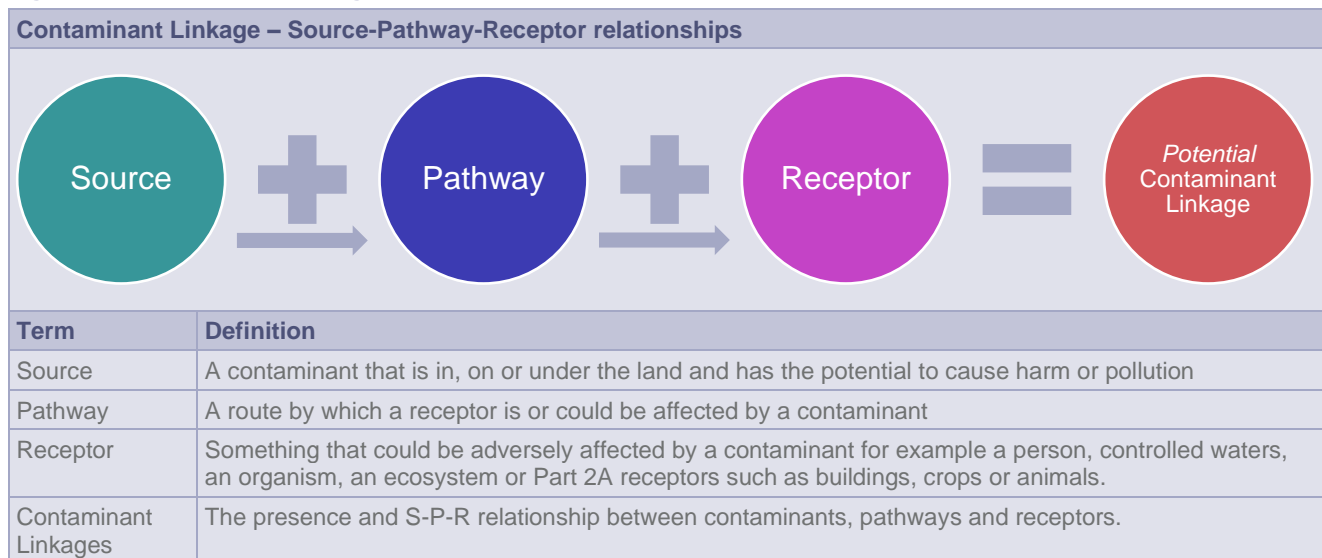 Contaminant Linkage – Source-Pathway-Receptor relationships
Source
Pathway
Receptor
Potential
Contaminant
Linkage
Term Definition
Source A contaminant that is in, on or under the land and has the potential to cause harm or pollution
Pathway A route by which a receptor is or could be affected by a contaminant
Receptor Something that could be adversely affected by a contaminant for example a person, controlled waters,
an organism, an ecosystem or Part 2A receptors such as buildings, crops or animals.
Contaminant The presence and S-P-R relationship between contaminants, pathways and receptors.
Linkages